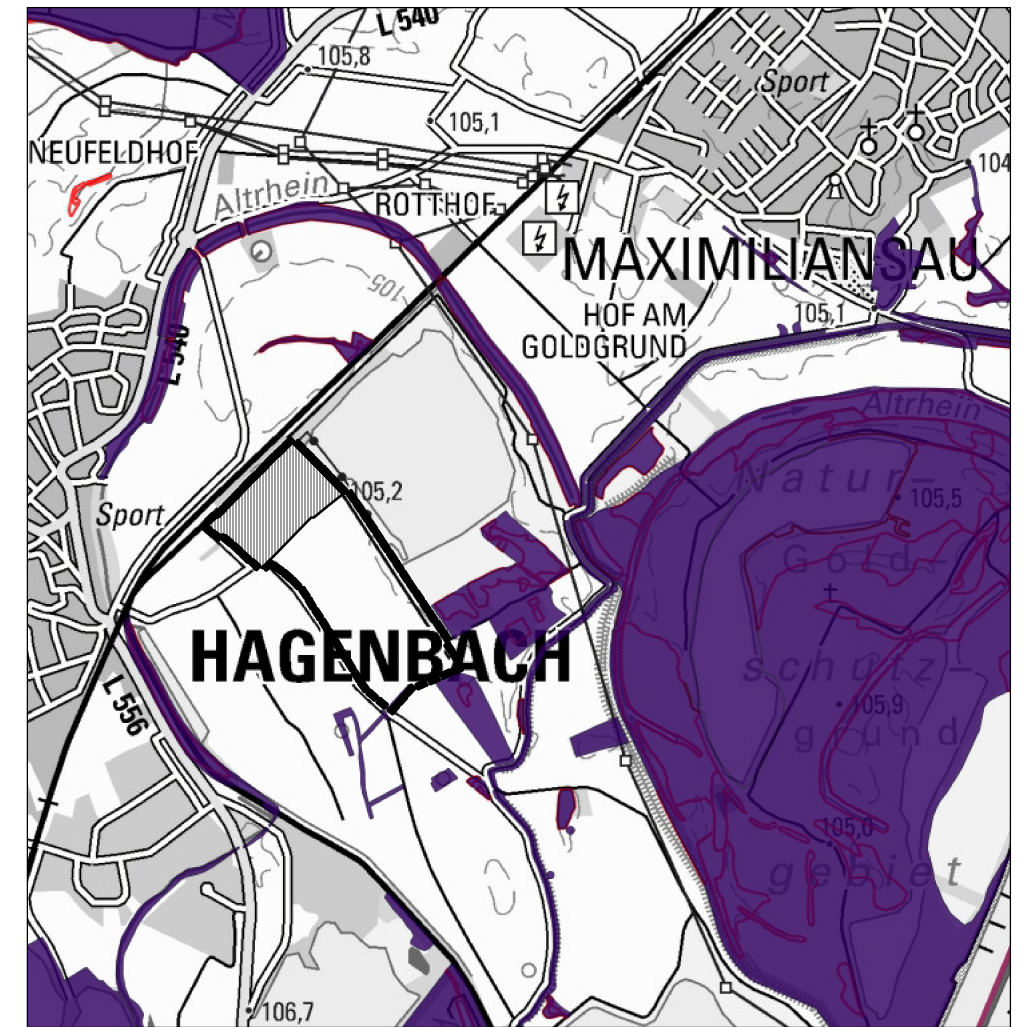 L 540
105,8
Sport
105,1
NEUFELDHOF
104
Altrhein
ROTTHOF
MAXIMILIANSAU
105
HOF AM
GOLDGRUND
105,1
L 540
Altrhein
Natur-
105,2
105,5
Sport
Gold-
HAGENBACH
schutz-
L 556
105,9
grund
105,0
gebiet
106,7